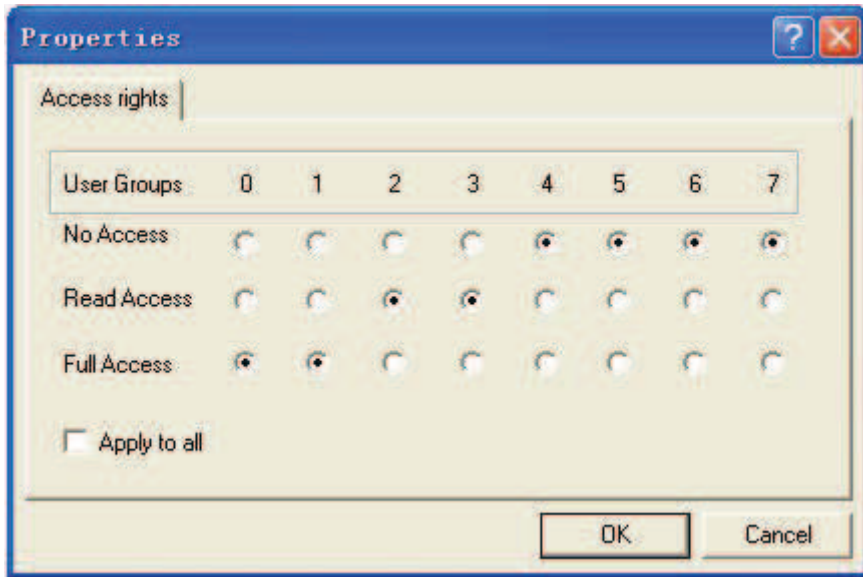 Properties
Access rights
User Groups 0 1 2 3 4 5 6 7
No Access
Read Access
Full Access
Apply to all
OK Cancel